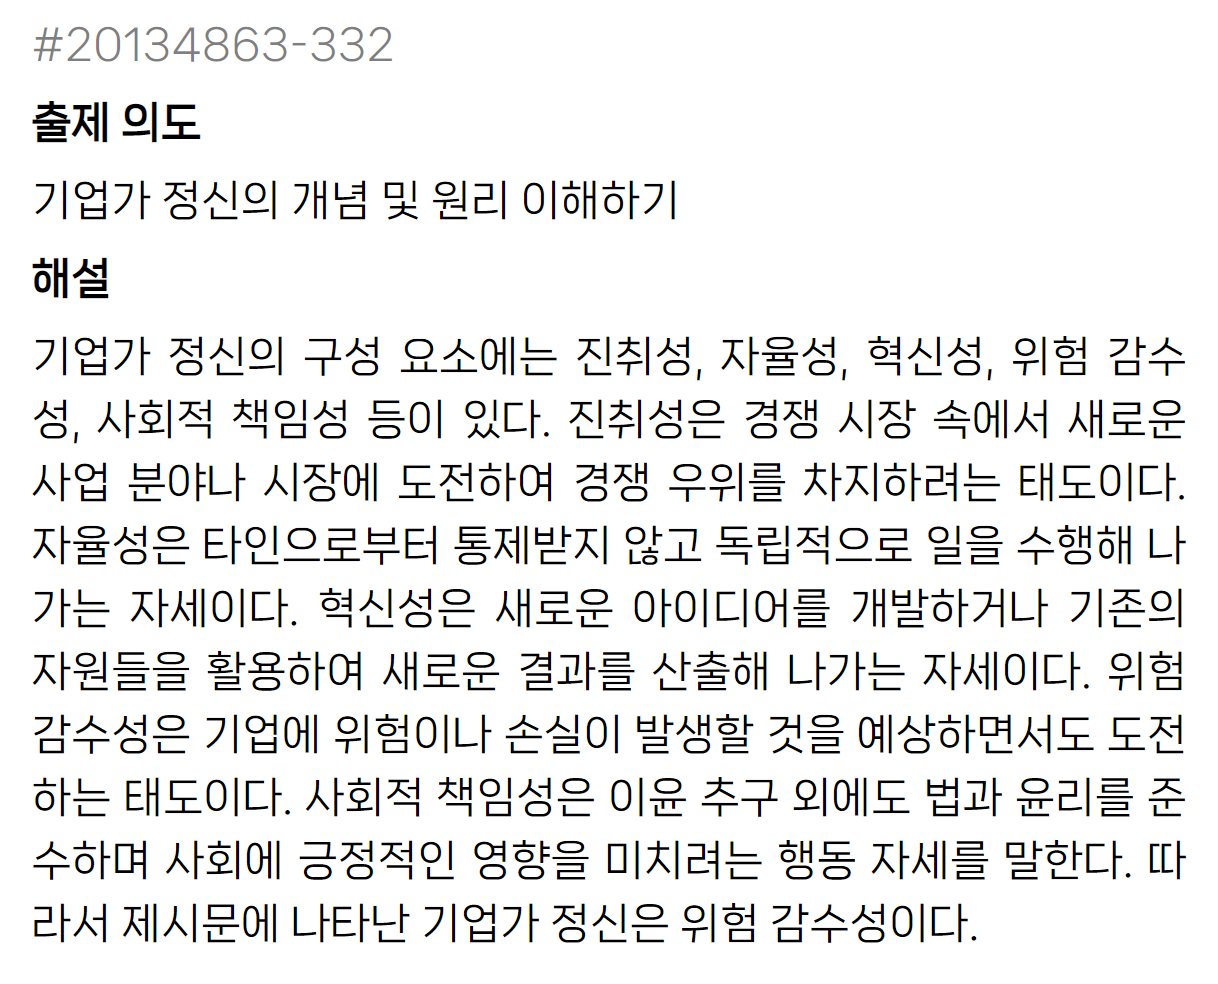 #20134863-332
출제 의도
기업가 정신의 개념 및 원리 이해하기
해설
기업가 정신의 구성 요소에는 진취성, 자율성, 혁신성, 위험 감수
성, 사회적 책임성 등이 있다. 진취성은 경쟁 시장 속에서 새로운
사업 분야나 시장에 도전하여 경쟁 우위를 차지하려는 태도이다.
자율성은 타인으로부터 통제받지 않고 독립적으로 일을 수행해 나
가는 자세이다. 혁신성은 새로운 아이디어를 개발하거나 기존의
자원들을 활용하여 새로운 결과를 산출해 나가는 자세이다. 위험
감수성은 기업에 위험이나 손실이 발생할 것을 예상하면서도 도전
하는 태도이다. 사회적 책임성은 이윤 추구 외에도 법과 윤리를 준
수하며 사회에 긍정적인 영향을 미치려는 행동 자세를 말한다. 따
라서 제시문에 나타난 기업가 정신은 위험 감수성이다.